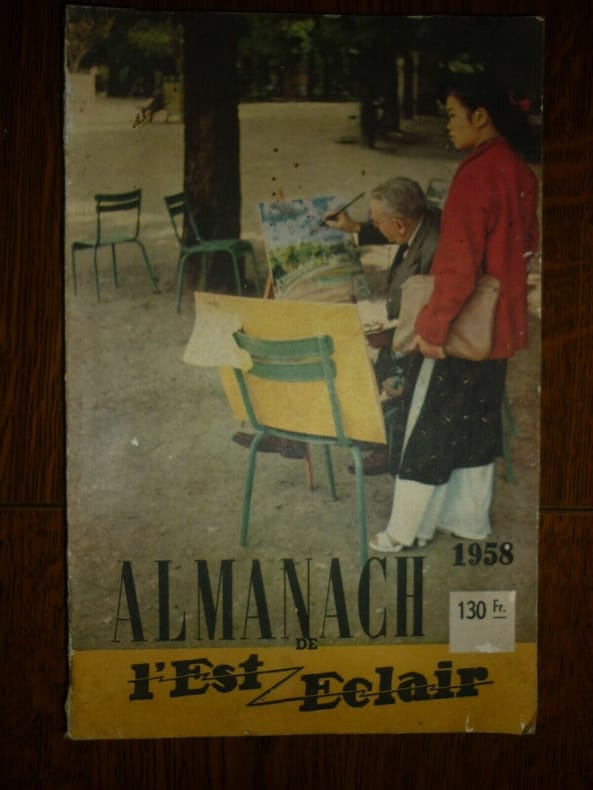 1958
ALMANACH
130 Fr.
DE
l'Est Eclair